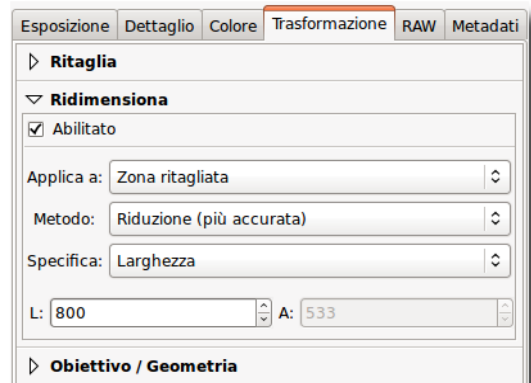 Esposizione Dettaglio Colore Trasformazione RAW Metadati
Ritaglia
Ridimensiona
Abilitato
Applica a: Zona ritagliata
Metodo: Riduzione (più accurata)
Specifica: Larghezza
L: 800 A: 533
Obiettivo / Geometria